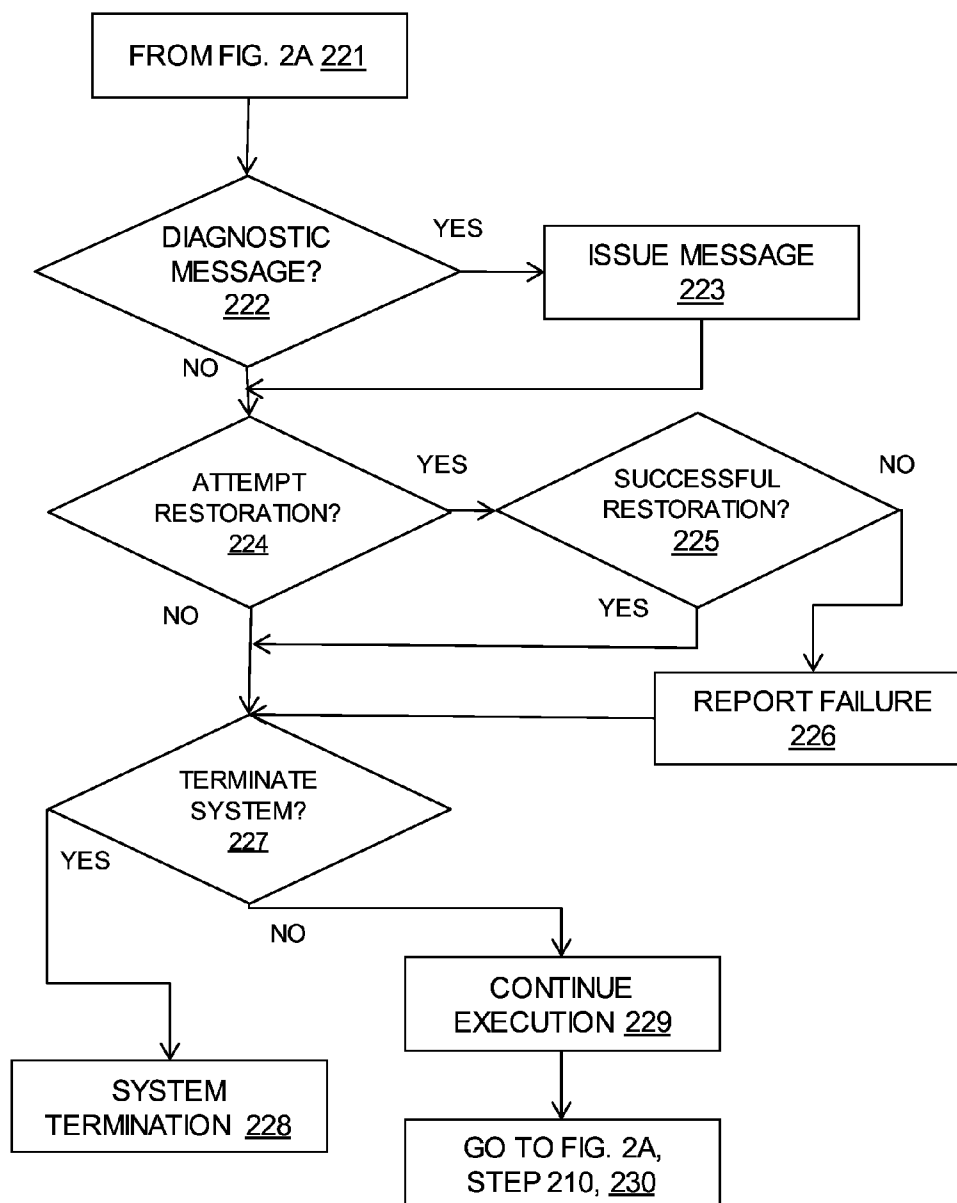 FROM FIG. 2A 221
DIAGNOSTIC
MESSAGE?
222
YES
ISSUE MESSAGE
223
NO
ATTEMPT
RESTORATION?
224
YES
SUCCESSFUL
RESTORATION?
225
NO
NO
YES
REPORT FAILURE
226
TERMINATE
SYSTEM?
227
YES
NO
CONTINUE
EXECUTION 229
SYSTEM
TERMINATION 228
GO TO FIG. 2A,
STEP 210, 230